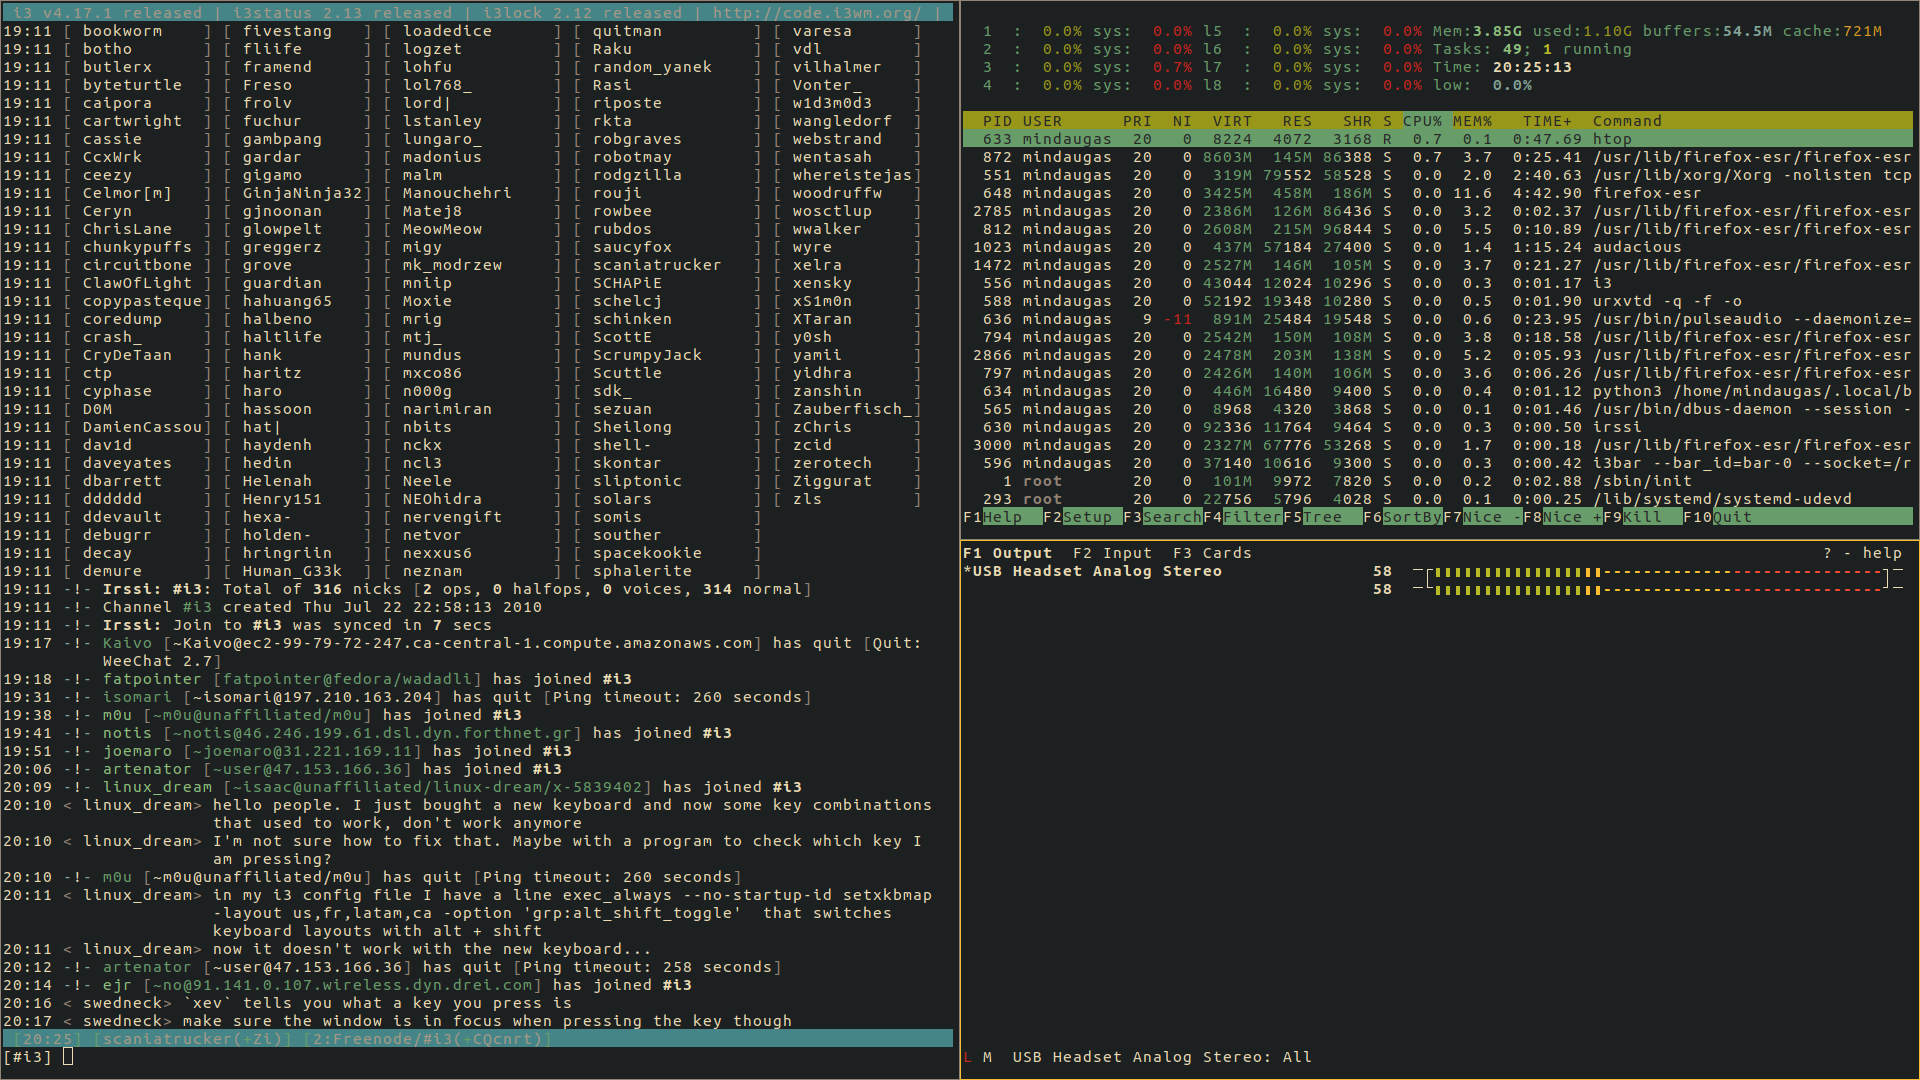 i3 v4.17.1 released | i3status 2.13 released | i3lock 2.12 released | http://code.i3wm.org/ |
19:11 [ bookworm ] [ fivestang ] [ loadedice ] [ quitman ] [ varesa ]
19:11 [ botho ] [ fliife ] [ logzet ] [ Raku ] [ vdl ]
19:11 [ butlerx ] [ framend ] [ lohfu ] [ random_yanek ] [ vilhalmer ]
19:11 [ byteturtle ] [ Freso ] [ lol768_ ] [ Rasi ] [ Vonter_ ]
19:11 [ caipora ] [ frolv ] [ lord| ] [ riposte ] [ w1d3m0d3 ]
19:11 [ cartwright ] [ fuchur ] [ lstanley ] [ rkta ] [ wangledorf ]
19:11 [ cassie ] [ gambpang ] [ lungaro_ ] [ robgraves ] [ webstrand ]
19:11 [ CcxWrk ] [ gardar ] [ madonius ] [ robotmay ] [ wentasah ]
19:11 [ ceezy ] [ gigamo ] [ malm ] [ rodgzilla ] [ whereistejas]
19:11 [ Celmor[m] ] [ GinjaNinja32] [ Manouchehri ] [ rouji ] [ woodruffw ]
19:11 [ Ceryn ] [ gjnoonan ] [ Matej8 ] [ rowbee ] [ wosctlup ]
19:11 [ ChrisLane ] [ glowpelt ] [ MeowMeow ] [ rubdos ] [ wwalker ]
19:11 [ chunkypuffs ] [ greggerz ] [ migy ] [ saucyfox ] [ wyre ]
19:11 [ circuitbone ] [ grove ] [ mk_modrzew ] [ scaniatrucker ] [ xelra ]
19:11 [ ClawOfLight ] [ guardian ] [ mniip ] [ SCHAPiE ] [ xensky ]
19:11 [ copypasteque] [ hahuang65 ] [ Moxie ] [ schelcj ] [ xS1m0n ]
19:11 [ coredump ] [ halbeno ] [ mrig ] [ schinken ] [ XTaran ]
19:11 [ crash_ ] [ haltlife ] [ mtj_ ] [ ScottE ] [ y0sh ]
19:11 [ CryDeTaan ] [ hank ] [ mundus ] [ ScrumpyJack ] [ yamii ]
19:11 [ ctp ] [ haritz ] [ mxco86 ] [ Scuttle ] [ yidhra ]
19:11 [ cyphase ] [ haro ] [ n000g ] [ sdk_ ] [ zanshin ]
19:11 [ D0M ] [ hassoon ] [ narimiran ] [ sezuan ] [ Zauberfisch_]
19:11 [ DamienCassou] [ hat| ] [ nbits ] [ Sheilong ] [ zChris ]
19:11 [ dav1d ] [ haydenh ] [ nckx ] [ shell- ] [ zcid ]
19:11 [ daveyates ] [ hedin ] [ ncl3 ] [ skontar ] [ zerotech ]
19:11 [ dbarrett ] [ Helenah ] [ Neele ] [ sliptonic ] [ Ziggurat ]
19:11 [ dddddd ] [ Henry151 ] [ NEOhidra ] [ solars ] [ zls ]
19:11 [ ddevault ] [ hexa- ] [ nervengift ] [ somis ]
19:11 [ debugrr ] [ holden- ] [ netvor ] [ souther ]
19:11 [ decay ] [ hringriin ] [ nexxus6 ] [ spacekookie ]
19:11 [ demure ] [ Human_G33k ] [ neznam ] [ sphalerite ]
19:11 -!- Irssi: #i3: Total of 316 nicks [2 ops, 0 halfops, 0 voices, 314 normal]
19:11 -!- Channel #i3 created Thu Jul 22 22:58:13 2010
19:11 -!- Irssi: Join to #i3 was synced in 7 secs
19:17 -!- Kaivo [~Kaivo@ec2-99-79-72-247.ca-central-1.compute.amazonaws.com] has quit [Quit:
WeeChat 2.7]
19:18 -!- fatpointer [fatpointer@fedora/wadadli] has joined #i3
19:31 -!- isomari [~isomari@197.210.163.204] has quit [Ping timeout: 260 seconds]
19:38 -!- m0u [~m0u@unaffiliated/m0u] has joined #i3
19:41 -!- notis [~notis@46.246.199.61.dsl.dyn.forthnet.gr] has joined #i3
19:51 -!- joemaro [~joemaro@31.221.169.11] has joined #i3
20:06 -!- artenator [~user@47.153.166.36] has joined #i3
20:09 -!- linux_dream [~isaac@unaffiliated/linux-dream/x-5839402] has joined #i3
20:10 < linux_dream> hello people. I just bought a new keyboard and now some key combinations
that used to work, don't work anymore
20:10 < linux_dream> I'm not sure how to fix that. Maybe with a program to check which key I
am pressing?
20:10 -!- m0u [~m0u@unaffiliated/m0u] has quit [Ping timeout: 260 seconds]
20:11 < linux_dream> in my i3 config file I have a line exec_always --no-startup-id setxkbmap
-layout us,fr,latam,ca -option 'grp:alt_shift_toggle' that switches
keyboard layouts with alt + shift
20:11 < linux_dream> now it doesn't work with the new keyboard...
20:12 -!- artenator [~user@47.153.166.36] has quit [Ping timeout: 258 seconds]
20:14 -!- ejr [~no@91.141.0.107.wireless.dyn.drei.com] has joined #i3
20:16 < swedneck> `xev` tells you what a key you press is
20:17 < swedneck> make sure the window is in focus when pressing the key though
[20:25] [scaniatrucker(+Zi)] [2:Freenode/#i3(+CQcnrt)]
[#i3]
1 : 0.0% sys: 0.0% l5 : 0.0% sys: 0.0% Mem:3.85G used:1.10G buffers:54.5M cache:721M
2 : 0.0% sys: 0.0% l6 : 0.0% sys: 0.0% Tasks: 49; 1 running
3 : 0.0% sys: 0.7% l7 : 0.0% sys: 0.0% Time: 20:25:13
4 : 0.0% sys: 0.0% l8 : 0.0% sys: 0.0% low: 0.0%
PID USER PRI NI VIRT RES SHR S CPU% MEM% TIME+ Command
633 mindaugas 20 0 8224 4072 3168 R 0.7 0.1 0:47.69 htop
872 mindaugas 20 0 8603M 145M 86388 S 0.7 3.7 0:25.41 /usr/lib/firefox-esr/firefox-esr
551 mindaugas 20 0 319M 79552 58528 S 0.0 2.0 2:40.63 /usr/lib/xorg/Xorg -nolisten tcp
648 mindaugas 20 0 3425M 458M 186M S 0.0 11.6 4:42.90 firefox-esr
2785 mindaugas 20 0 2386M 126M 86436 S 0.0 3.2 0:02.37 /usr/lib/firefox-esr/firefox-esr
812 mindaugas 20 0 2608M 215M 96844 S 0.0 5.5 0:10.89 /usr/lib/firefox-esr/firefox-esr
1023 mindaugas 20 0 437M 57184 27400 S 0.0 1.4 1:15.24 audacious
1472 mindaugas 20 0 2527M 146M 105M S 0.0 3.7 0:21.27 /usr/lib/firefox-esr/firefox-esr
556 mindaugas 20 0 43044 12024 10296 S 0.0 0.3 0:01.17 i3
588 mindaugas 20 0 52192 19348 10280 S 0.0 0.5 0:01.90 urxvtd -q -f -o
636 mindaugas 9 -11 891M 25484 19548 S 0.0 0.6 0:23.95 /usr/bin/pulseaudio --daemonize=
794 mindaugas 20 0 2542M 150M 108M S 0.0 3.8 0:18.58 /usr/lib/firefox-esr/firefox-esr
2866 mindaugas 20 0 2478M 203M 138M S 0.0 5.2 0:05.93 /usr/lib/firefox-esr/firefox-esr
797 mindaugas 20 0 2426M 140M 106M S 0.0 3.6 0:06.26 /usr/lib/firefox-esr/firefox-esr
634 mindaugas 20 0 446M 16480 9400 S 0.0 0.4 0:01.12 python3 /home/mindaugas/.local/b
565 mindaugas 20 0 8968 4320 3868 S 0.0 0.1 0:01.46 /usr/bin/dbus-daemon --session -
630 mindaugas 20 0 92336 11764 9464 S 0.0 0.3 0:00.50 irssi
3000 mindaugas 20 0 2327M 67776 53268 S 0.0 1.7 0:00.18 /usr/lib/firefox-esr/firefox-esr
596 mindaugas 20 0 37140 10616 9300 S 0.0 0.3 0:00.42 i3bar --bar_id=bar-0 --socket=/r
1 root 20 0 101M 9972 7820 S 0.0 0.2 0:02.88 /sbin/init
293 root 20 0 22756 5796 4028 S 0.0 0.1 0:00.25 /lib/systemd/systemd-udevd
F1Help F2Setup F3SearchF4FilterF5Tree F6SortByF7Nice -F8Nice +F9Kill F10Quit
F1 Output F2 Input F3 Cards ? - help
*USB Headset Analog Stereo 58
58
L M USB Headset Analog Stereo: All